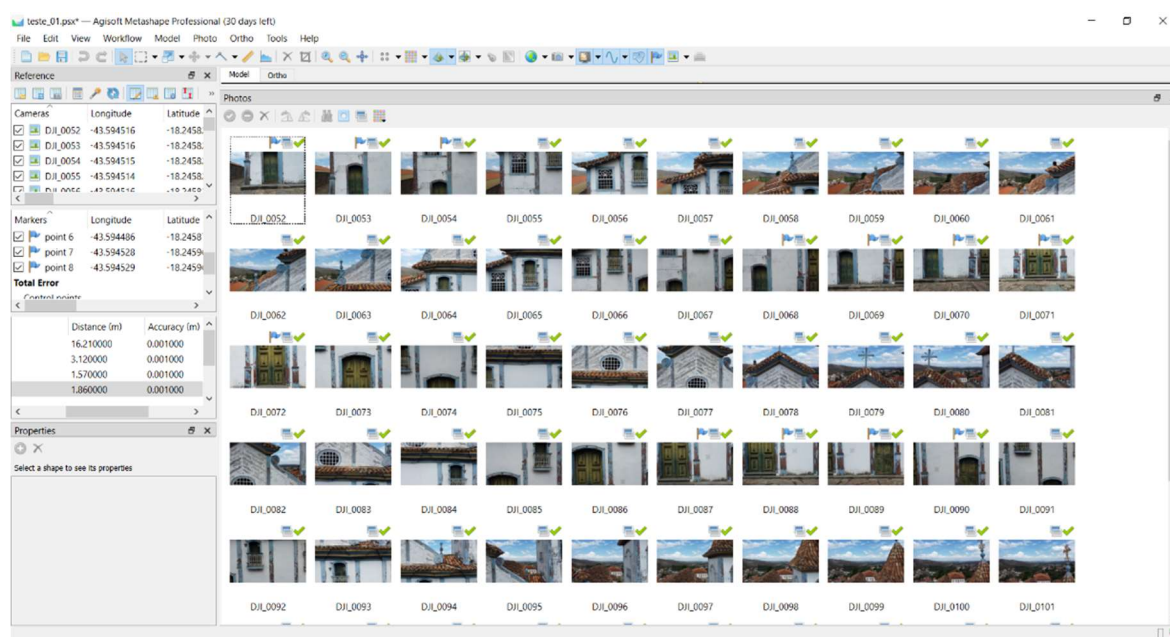 teste_01.psx* — Agisoft Metashape Professional (30 days left)
File Edit View Workflow Model Photo Ortho Tools Help
Reference
Cameras Longitude Latitude
DJI_0052 -43.594516 -18.2458
DJI_0053 -43.594516 -18.2458
DJI_0054 -43.594515 -18.2458
DJI_0055 -43.594514 -18.2458
DJI_0056 -43.594516 -18.2458
Markers Longitude Latitude
point 6 -43.594486 -18.2458
point 7 -43.594528 -18.2459
point 8 -43.594529 -18.2459
Total Error
Control points
Distance (m) Accuracy (m)
16.210000 0.001000
3.120000 0.001000
1.570000 0.001000
1.860000 0.001000
Properties
Select a shape to see its properties
Model Ortho
Photos
DJI_0052 DJI_0053 DJI_0054 DJI_0055 DJI_0056 DJI_0057 DJI_0058 DJI_0059 DJI_0060 DJI_0061
DJI_0062 DJI_0063 DJI_0064 DJI_0065 DJI_0066 DJI_0067 DJI_0068 DJI_0069 DJI_0070 DJI_0071
DJI_0072 DJI_0073 DJI_0074 DJI_0075 DJI_0076 DJI_0077 DJI_0078 DJI_0079 DJI_0080 DJI_0081
DJI_0082 DJI_0083 DJI_0084 DJI_0085 DJI_0086 DJI_0087 DJI_0088 DJI_0089 DJI_0090 DJI_0091
DJI_0092 DJI_0093 DJI_0094 DJI_0095 DJI_0096 DJI_0097 DJI_0098 DJI_0099 DJI_0100 DJI_0101